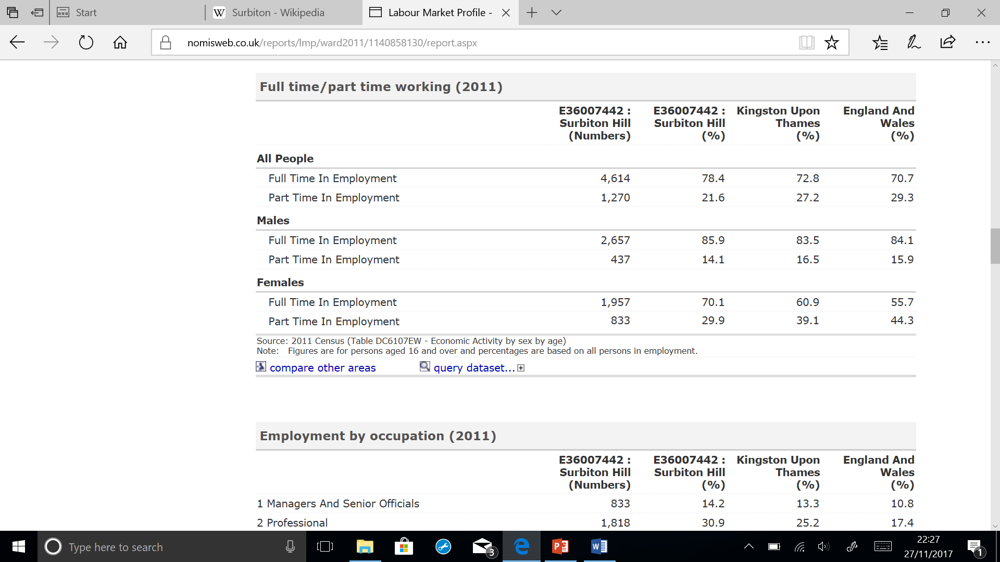 Start
W Surbiton - Wikipedia
Labour Market Profile -
nomisweb.co.uk/reports/lmp/ward2011/1140858130/report.aspx
Full time/part time working (2011)
E36007442 : E36007442 : Kingston Upon England And
Surbiton Hill Surbiton Hill Thames Wales
(Numbers) (%) (%) (%)
All People
Full Time In Employment 4,614 78.4 72.8 70.7
Part Time In Employment 1,270 21.6 27.2 29.3
Males
Full Time In Employment 2,657 85.9 83.5 84.1
Part Time In Employment 437 14.1 16.5 15.9
Females
Full Time In Employment 1,957 70.1 60.9 55.7
Part Time In Employment 833 29.9 39.1 44.3
Source: 2011 Census (Table DC6107EW - Economic Activity by sex by age)
Note: Figures are for persons aged 16 and over and percentages are based on all persons in employment.
compare other areas query dataset...
Employment by occupation (2011)
E36007442 : E36007442 : Kingston Upon England And
Surbiton Hill Surbiton Hill Thames Wales
(Numbers) (%) (%) (%)
1 Managers And Senior Officials 833 14.2 13.3 10.8
2 Professional 1,818 30.9 25.2 17.4
Type here to search
3
P
W
22:27
27/11/2017
1